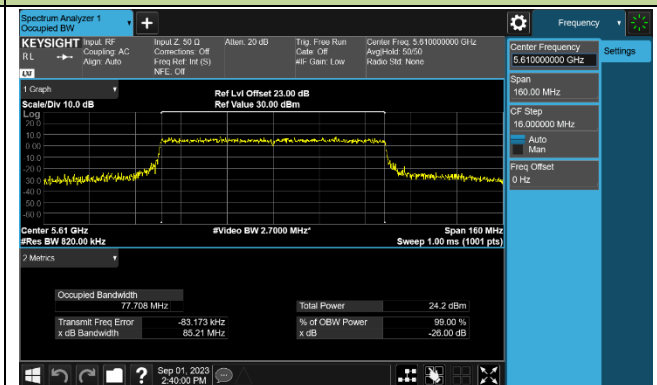 Spectrum Analyzer 1
Occupied BW
+
Frequency
KEYSIGHT
RL
Input: RF
Coupling: AC
Align: Auto
Input Z: 50 Ω
Corrections: Off
Freq Ref: Int (S)
NFE: Off
Atten: 20 dB
Trig: Free Run
Gate: Off
#IF Gain: Low
Center Freq: 5.610000000 GHz
Avg|Hold: 50/50
Radio Std: None
LXI
Center Frequency
5.610000000 GHz
Settings
Span
160.00 MHz
CF Step
16.000000 MHz
Auto
Man
Freq Offset
0 Hz
1 Graph
Scale/Div 10.0 dB
Ref Lvl Offset 23.00 dB
Ref Value 30.00 dBm
Log
20.0
10.0
0.00
-10.0
-20.0
-30.0
-40.0
-50.0
-60.0
Center 5.61 GHz
#Video BW 2.7000 MHz*
Span 160 MHz
#Res BW 820.00 kHz
Sweep 1.00 ms (1001 pts)
2 Metrics
Occupied Bandwidth
77.708 MHz
Total Power 24.2 dBm
Transmit Freq Error -83.173 kHz
% of OBW Power 99.00 %
x dB Bandwidth 85.21 MHz
x dB -26.00 dB
?
Sep 01, 2023
2:40:00 PM